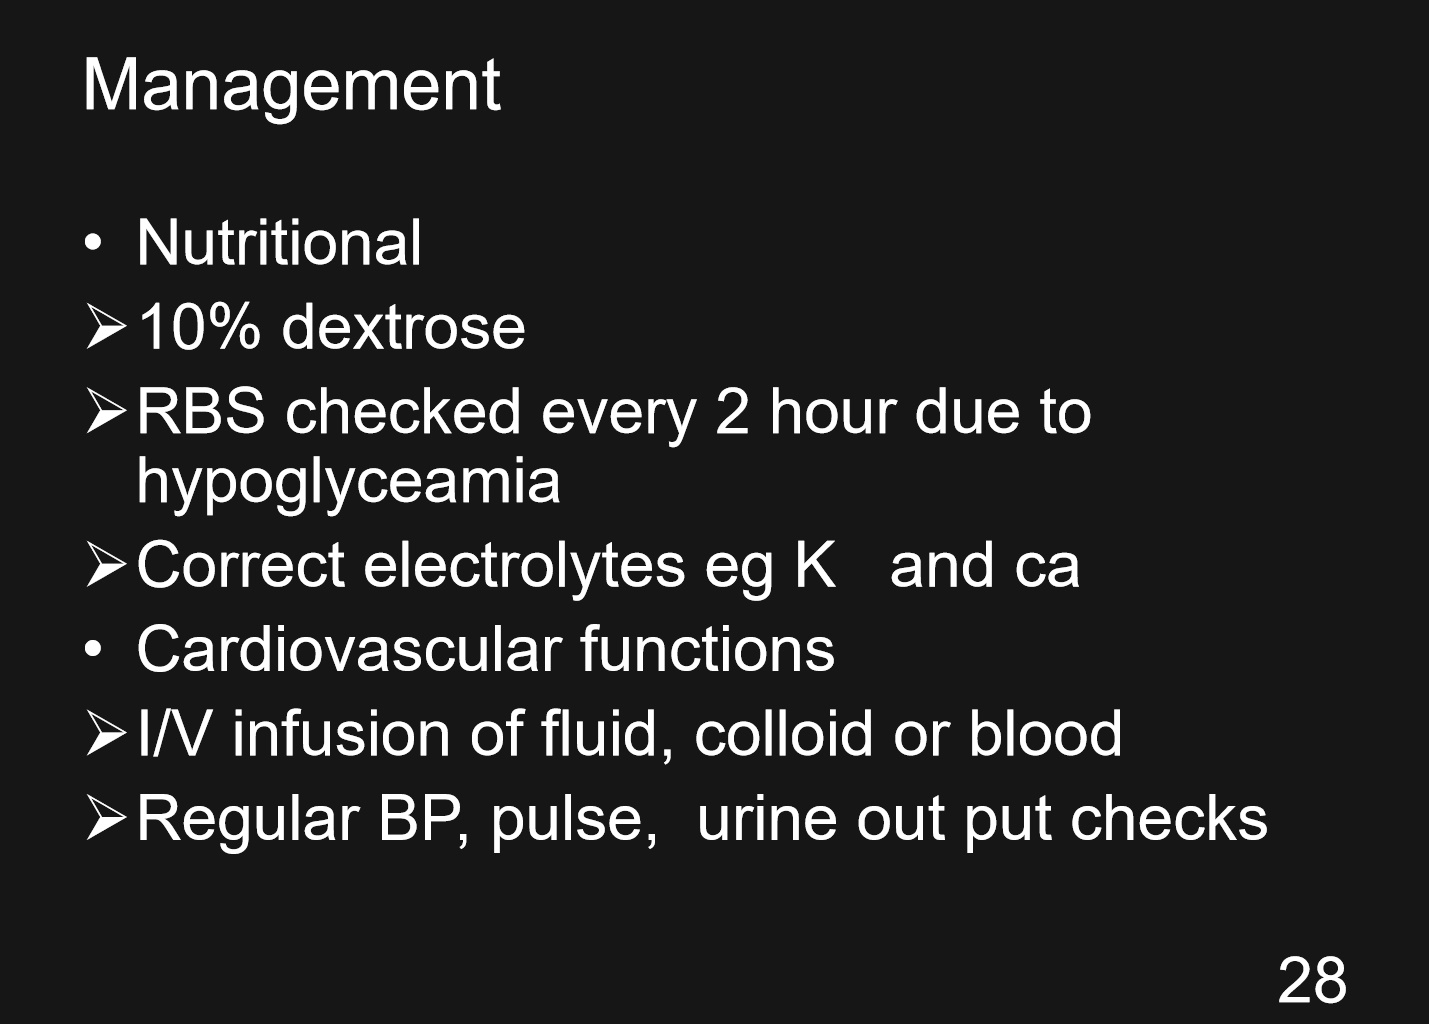 Management
• Nutritional
➢10% dextrose
➢RBS checked every 2 hour due to
hypoglyceamia
➢Correct electrolytes eg K   and ca
• Cardiovascular functions
➢I/V infusion of fluid, colloid or blood
➢Regular BP, pulse,  urine out put checks
28